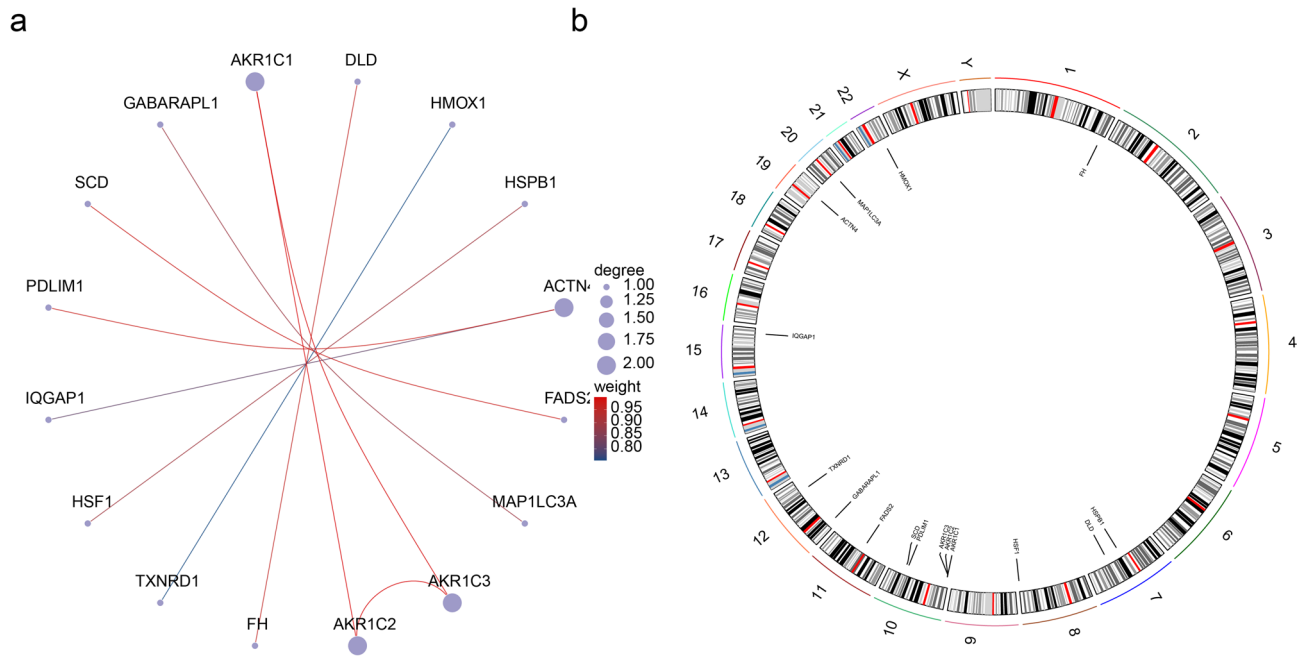 a
AKR1C1
DLD
GABARAPL1
HMOX1
SCD
HSPB1
PDLIM1
ACTN4
IQGAP1
FADS2
HSF1
MAP1LC3A
TXNRD1
AKR1C3
FH
AKR1C2
degree
1.00
1.25
1.50
1.75
2.00
weight
0.95
0.90
0.85
0.80
b
1
2
3
4
5
6
7
8
9
10
11
12
13
14
15
16
17
18
19
20
21
22
X
Y
FH
HMOX1
MAP1LC3A
ACTN4
IQGAP1
TXNRD1
GABARAPL1
FADS2
SCD
PDLIM1
AKR1C3
AKR1C2
AKR1C1
HSF1
DLD
HSPB1